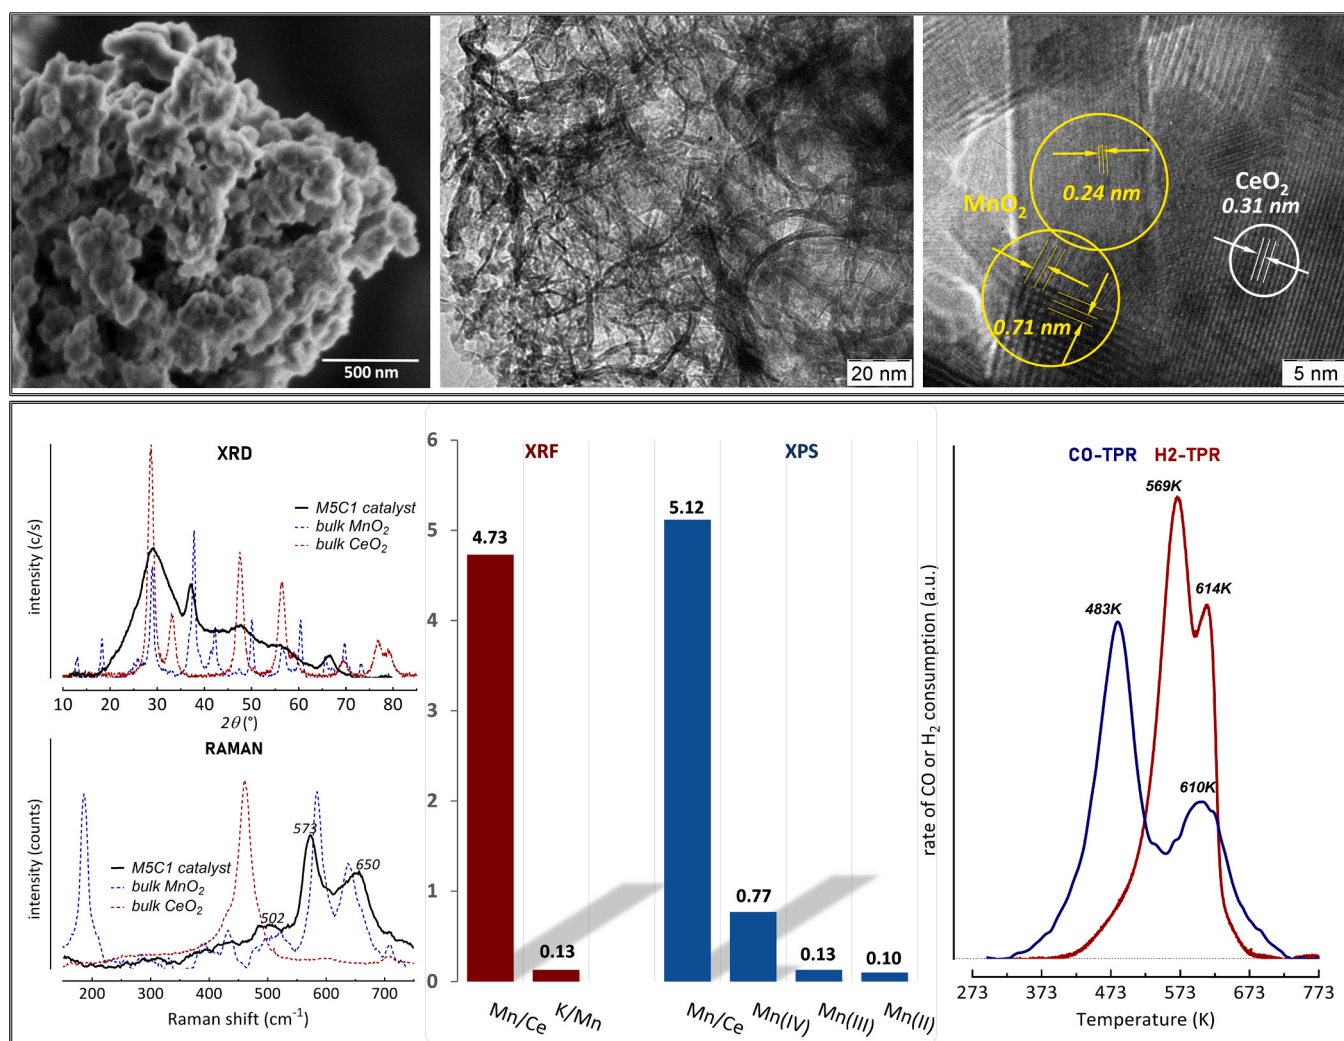 500 nm
20 nm
MnO2
0.24 nm
0.71 nm
CeO2
0.31 nm
5 nm
XRD
intensity (c/s)
M5C1 catalyst
bulk MnO2
bulk CeO2
10 20 30 40 50 60 70 80
2θ (°)
RAMAN
intensity (counts)
573
650
502
M5C1 catalyst
bulk MnO2
bulk CeO2
200 300 400 500 600 700
Raman shift (cm-1)
XRF
XPS
6
5
4
3
2
1
0
4.73
0.13
5.12
0.77
0.13
0.10
Mn/Ce
K/Mn
Mn/Ce
Mn(IV)
Mn(III)
Mn(II)
CO-TPR H2-TPR
569K
614K
483K
610K
rate of CO or H2 consumption (a.u.)
273 373 473 573 673 773
Temperature (K)